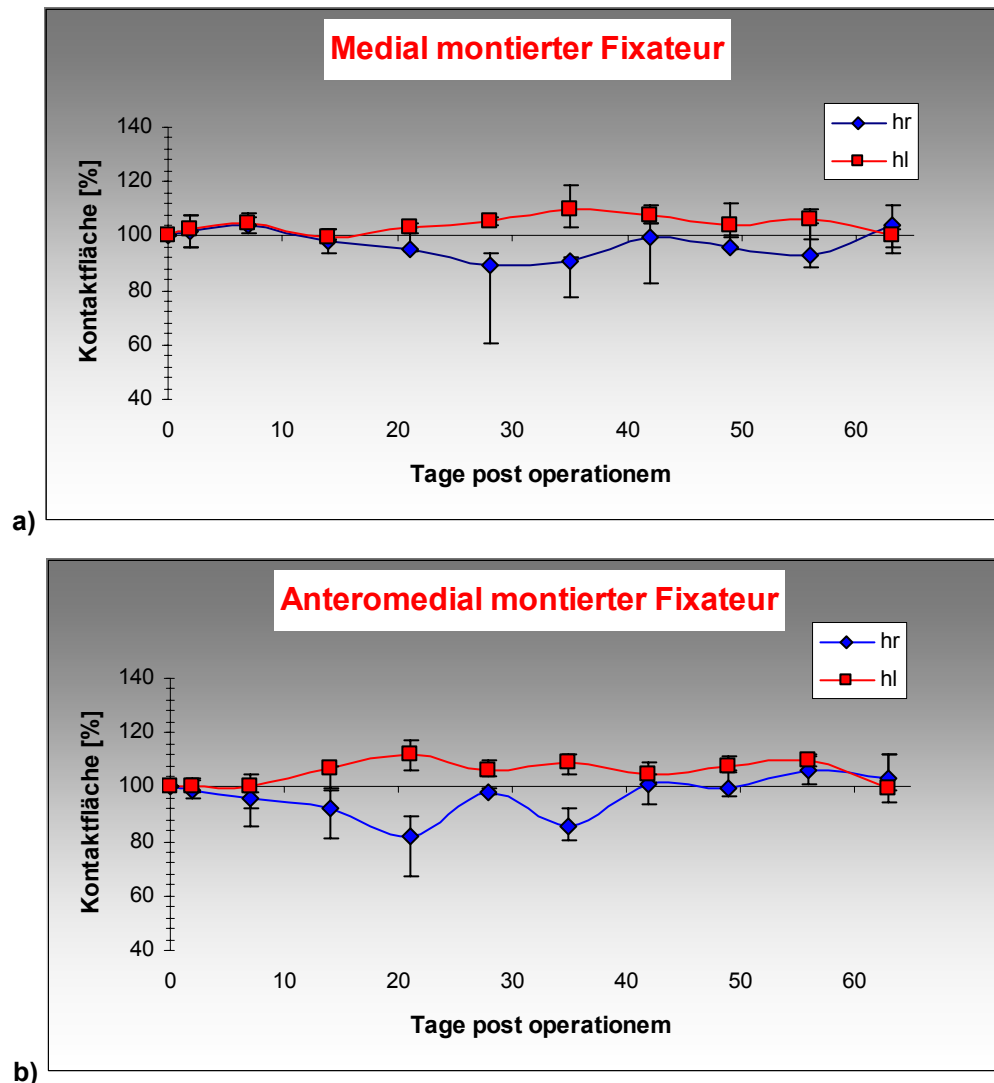 Medial montierter Fixateur
hr
hl
Kontaktfläche [%]
140
120
100
80
60
40
0 10 20 30 40 50 60
Tage post operationem
a)
Anteromedial montierter Fixateur
hr
hl
Kontaktfläche [%]
140
120
100
80
60
40
0 10 20 30 40 50 60
Tage post operationem
b)